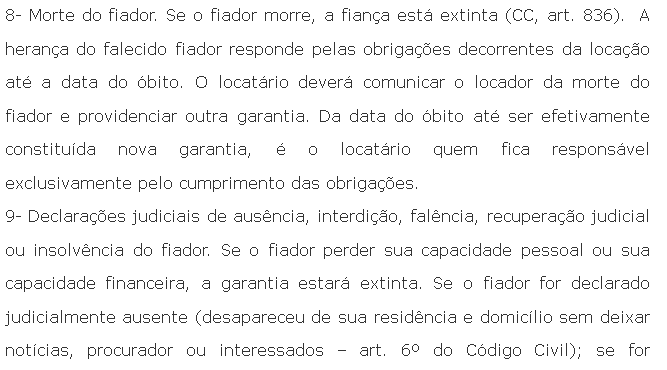 8- Morte do fiador. Se o fiador morre, a fiança está extinta (CC, art. 836).  A
herança do falecido fiador responde pelas obrigações decorrentes da locação
até a data do óbito. O locatário deverá comunicar o locador da morte do
fiador e providenciar outra garantia. Da data do óbito até ser efetivamente
constituída nova garantia, é o locatário quem fica responsável
exclusivamente pelo cumprimento das obrigações.
9- Declarações judiciais de ausência, interdição, falência, recuperação judicial
ou insolvência do fiador. Se o fiador perder sua capacidade pessoal ou sua
capacidade financeira, a garantia estará extinta. Se o fiador for declarado
judicialmente ausente (desapareceu de sua residência e domicílio sem deixar
notícias, procurador ou interessados – art. 6º do Código Civil); se for